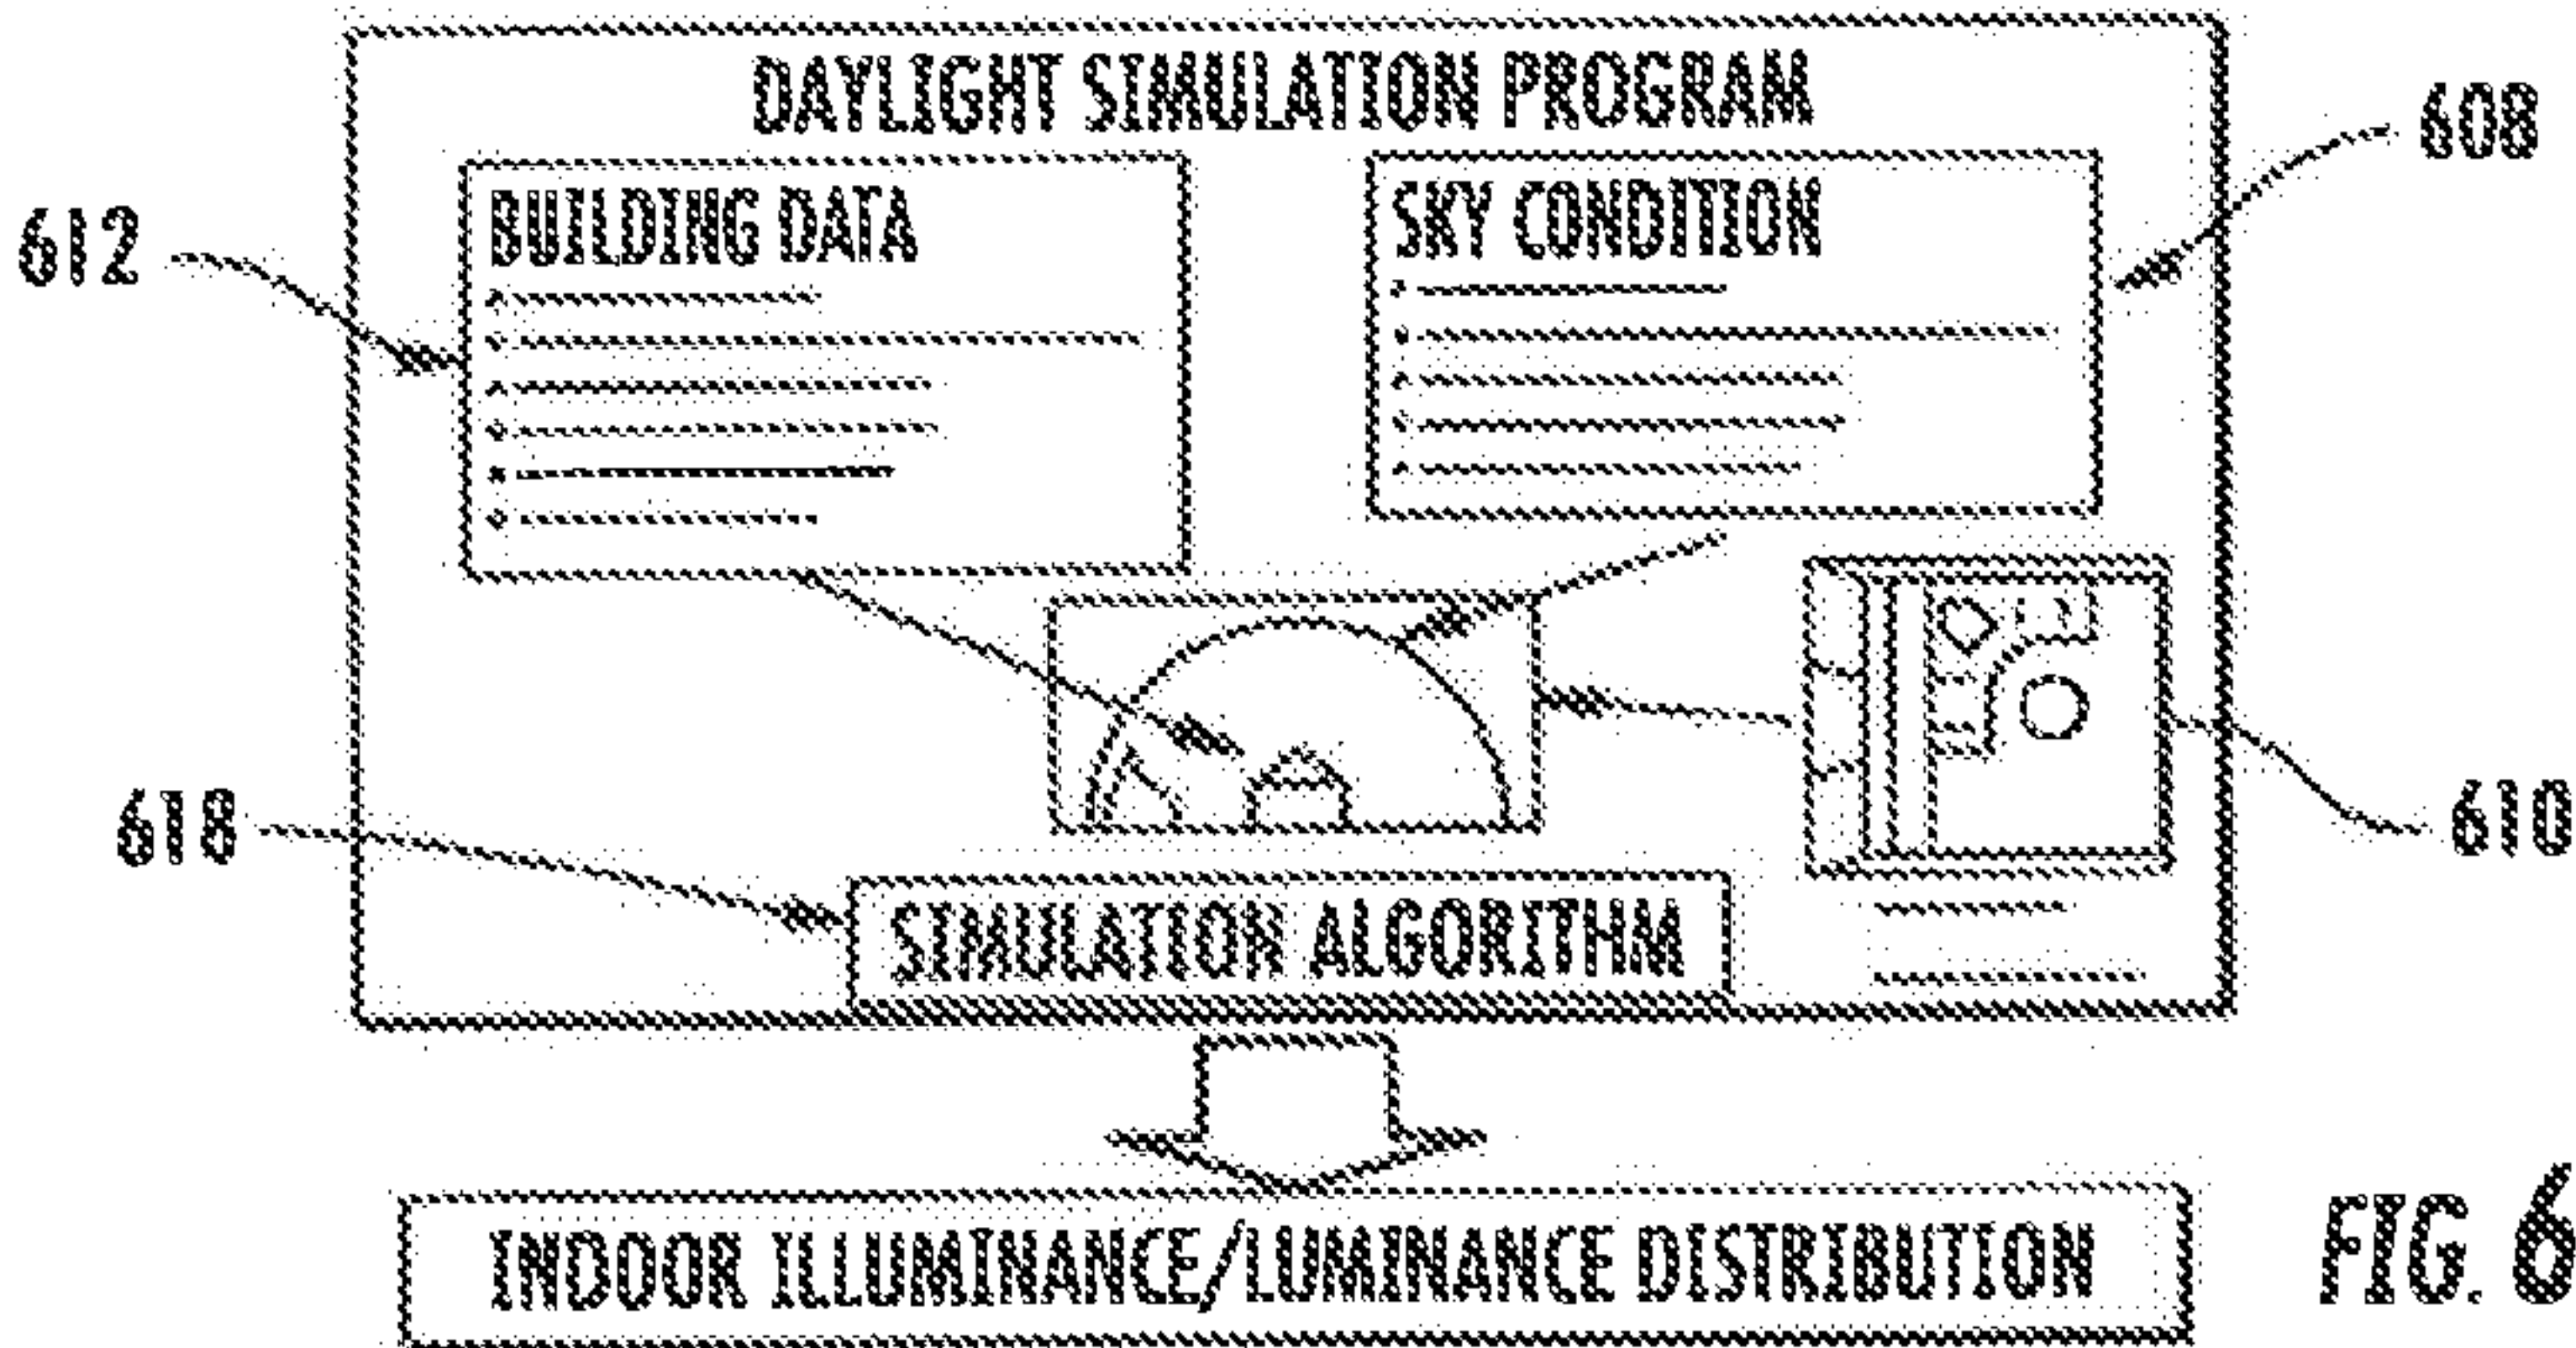 DAYLIGHT SIMULATION PROGRAM
608
BUILDING DATA
SKY CONDITION
612
618
610
SIMULATION ALGORITHM
INDOOR ILLUMINANCE/LUMINANCE DISTRIBUTION
FIG. 6